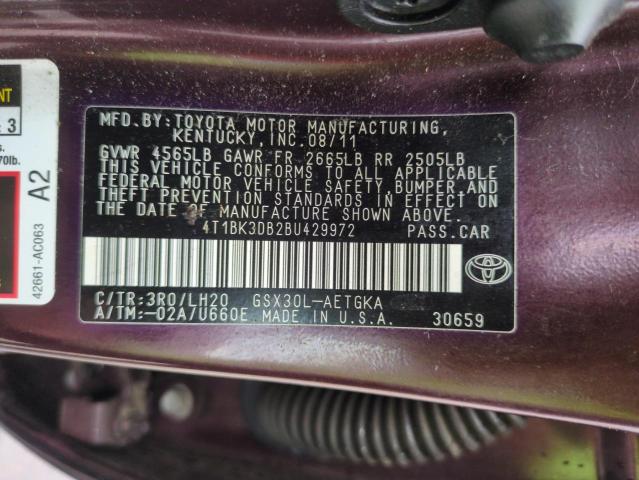 MFD.BY:TOYOTA MOTOR MANUFACTURING,
KENTUCKY, INC.08/11
GVWR 4565LB GAWR FR 2665LB RR 2505LB
THIS VEHICLE CONFORMS TO ALL APPLICABLE
FEDERAL MOTOR VEHICLE SAFETY, BUMPER, AND
THEFT PREVENTION STANDARDS IN EFFECT ON
THE DATE OF MANUFACTURE SHOWN ABOVE.
4T1BK3DB2BU429972 PASS.CAR
C/TR:3R0/LH20 GSX30L-AETGKA
A/TM:-02A/U660E MADE IN U.S.A. 30659
TOYOTA
3
70lb.
A2
42661-AC063